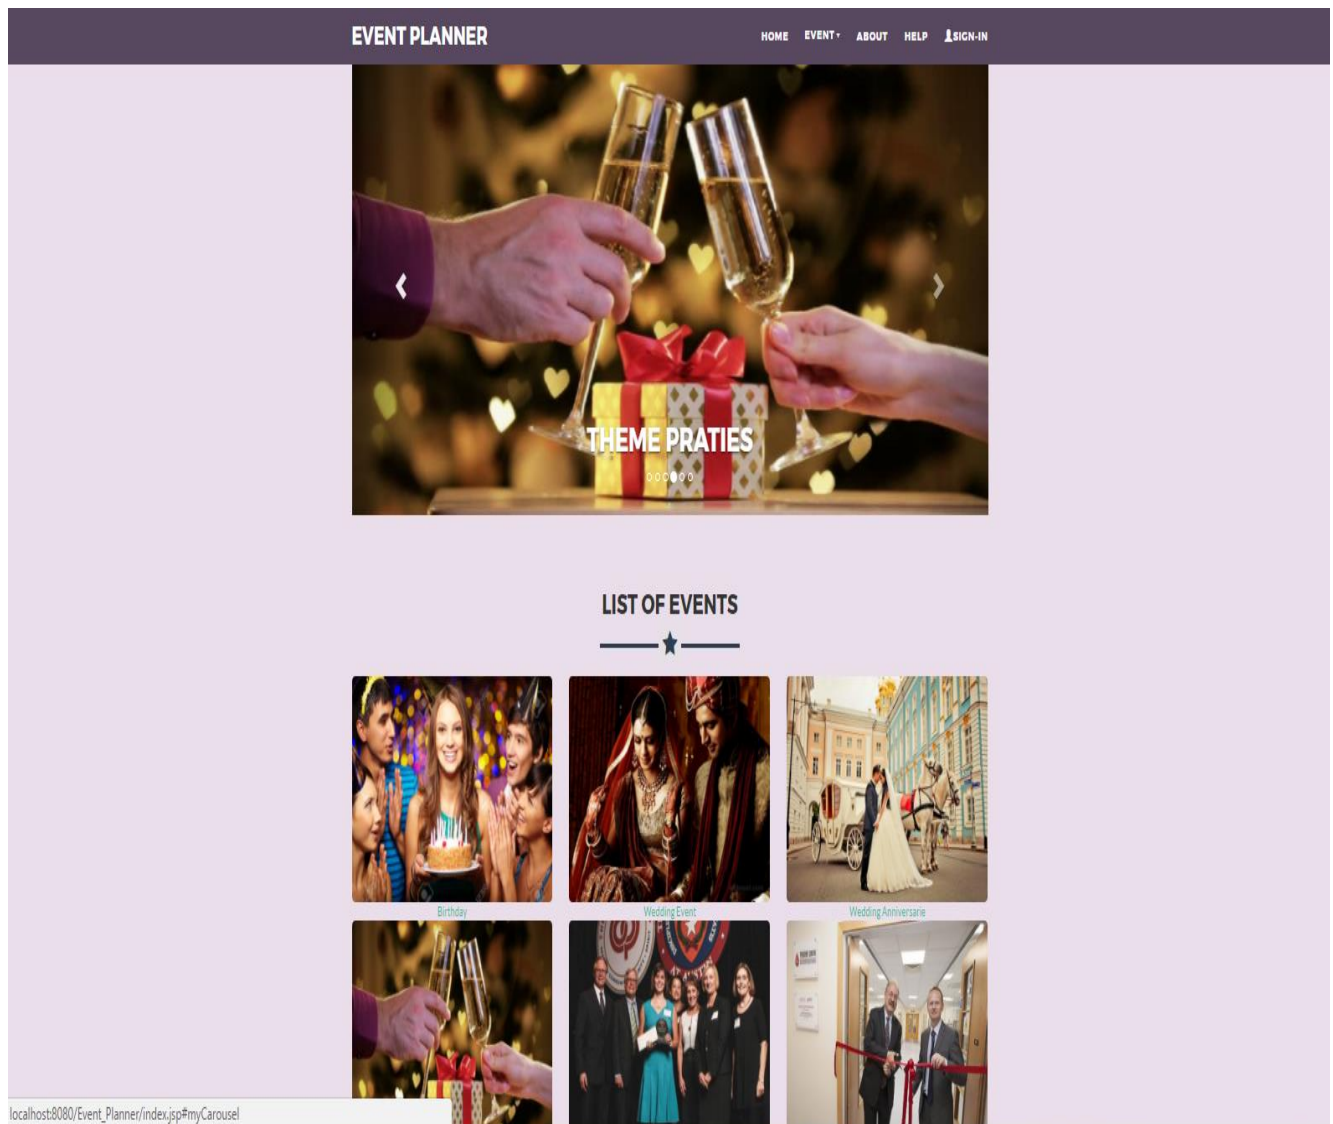 EVENT PLANNER
HOME EVENT ABOUT HELP SIGN-IN
THEME PRATIES
LIST OF EVENTS
Birthday Wedding Event Wedding Anniversarie
localhost:8080/Event_Planner/index.jsp#myCarousel